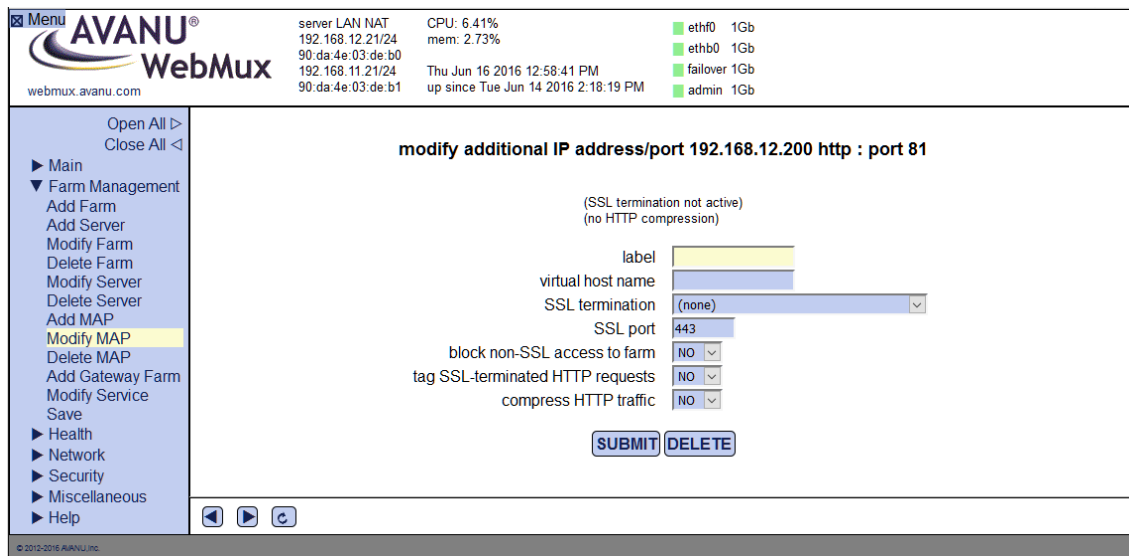 Menu
AVANU®
WebMux
webmux.avanu.com
server LAN NAT
192.168.12.21/24
90:da:4e:03:de:b0
192.168.11.21/24
90:da:4e:03:de:b1
CPU: 6.41%
mem: 2.73%
Thu Jun 16 2016 12:58:41 PM
up since Tue Jun 14 2016 2:18:19 PM
ethf0 1Gb
ethb0 1Gb
failover 1Gb
admin 1Gb
Open All ▷
Close All ◁
▶ Main
▼ Farm Management
Add Farm
Add Server
Modify Farm
Delete Farm
Modify Server
Delete Server
Add MAP
Modify MAP
Delete MAP
Add Gateway Farm
Modify Service
Save
▶ Health
▶ Network
▶ Security
▶ Miscellaneous
▶ Help
modify additional IP address/port 192.168.12.200 http : port 81
(SSL termination not active)
(no HTTP compression)
label
virtual host name
SSL termination (none)
SSL port 443
block non-SSL access to farm NO
tag SSL-terminated HTTP requests NO
compress HTTP traffic NO
SUBMIT DELETE
© 2012-2016 AVANU, Inc.